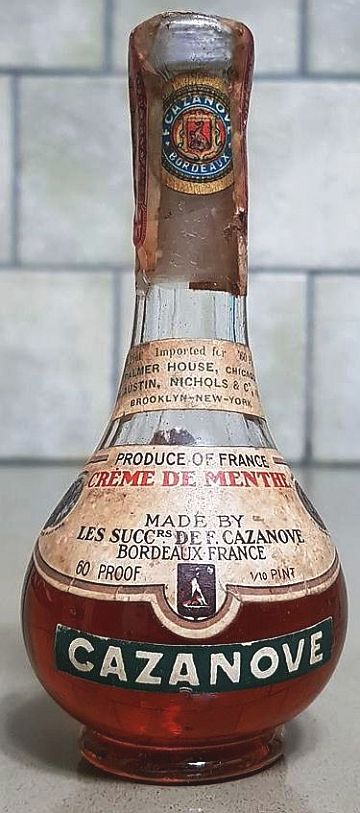 CAZANOVE
BORDEAUX
Imported for
PALMER HOUSE, CHICAGO
AUSTIN, NICHOLS & Co
BROOKLYN-NEW-YORK
PRODUCE-OF-FRANCE
CRÈME DE MENTHE
MADE BY
LES SUCCRS DE F. CAZANOVE
BORDEAUX-FRANCE
60 PROOF
1/10 PINT
CAZANOVE